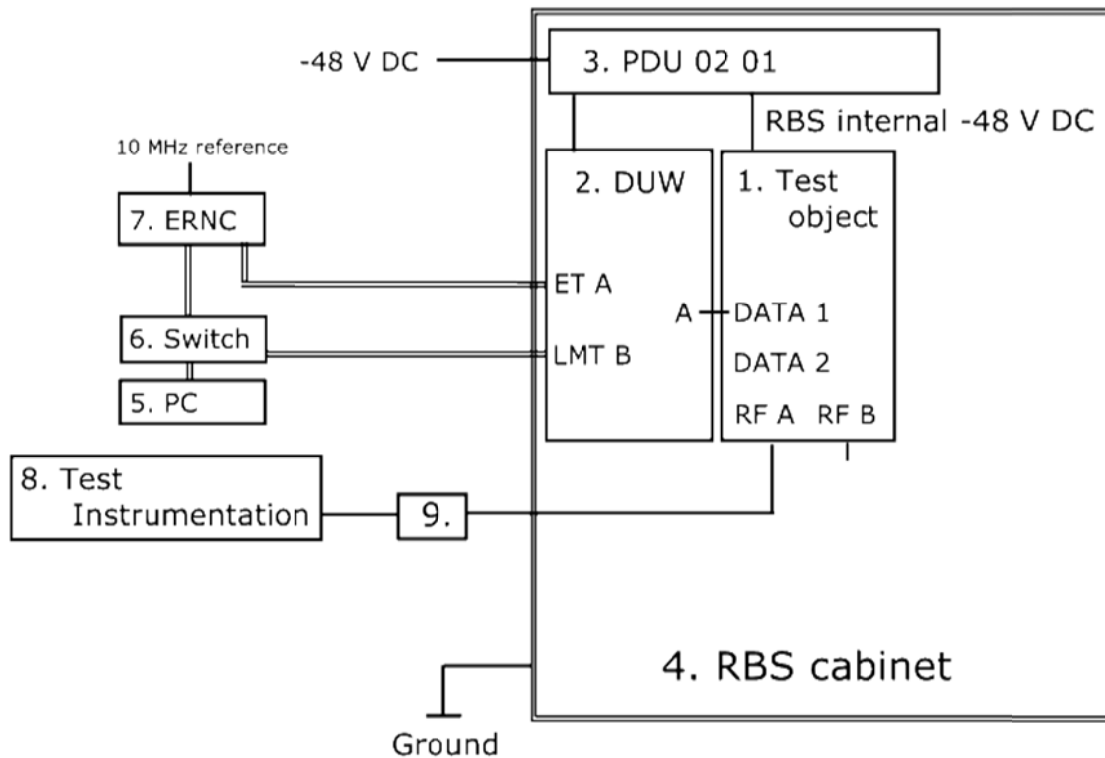 -48 V DC
3. PDU 02 01
RBS internal -48 V DC
10 MHz reference
7. ERNC
2. DUW
1. Test
object
ET A
A
DATA 1
6. Switch
LMT B
DATA 2
5. PC
RF A RF B
8. Test
Instrumentation
9.
4. RBS cabinet
Ground